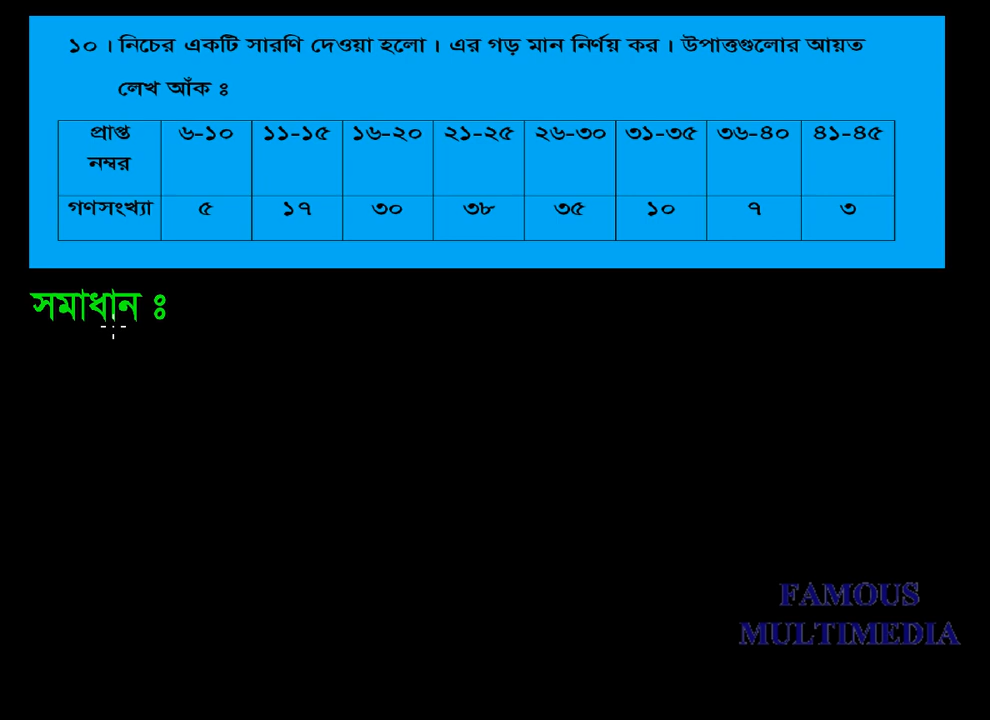 ১০ । নিচের একটি সারণি দেওয়া হলো । এর গড় মান নির্ণয় কর । উপাত্তগুলোর আয়ত
লেখ আঁক ঃ
প্রাপ্ত নম্বর ৬-১০ ১১-১৫ ১৬-২০ ২১-২৫ ২৬-৩০ ৩১-৩৫ ৩৬-৪০ ৪১-৪৫
গণসংখ্যা ৫ ১৭ ৩০ ৩৮ ৩৫ ১০ ৭ ৩
সমাধান ঃ
FAMOUS
MULTIMEDIA